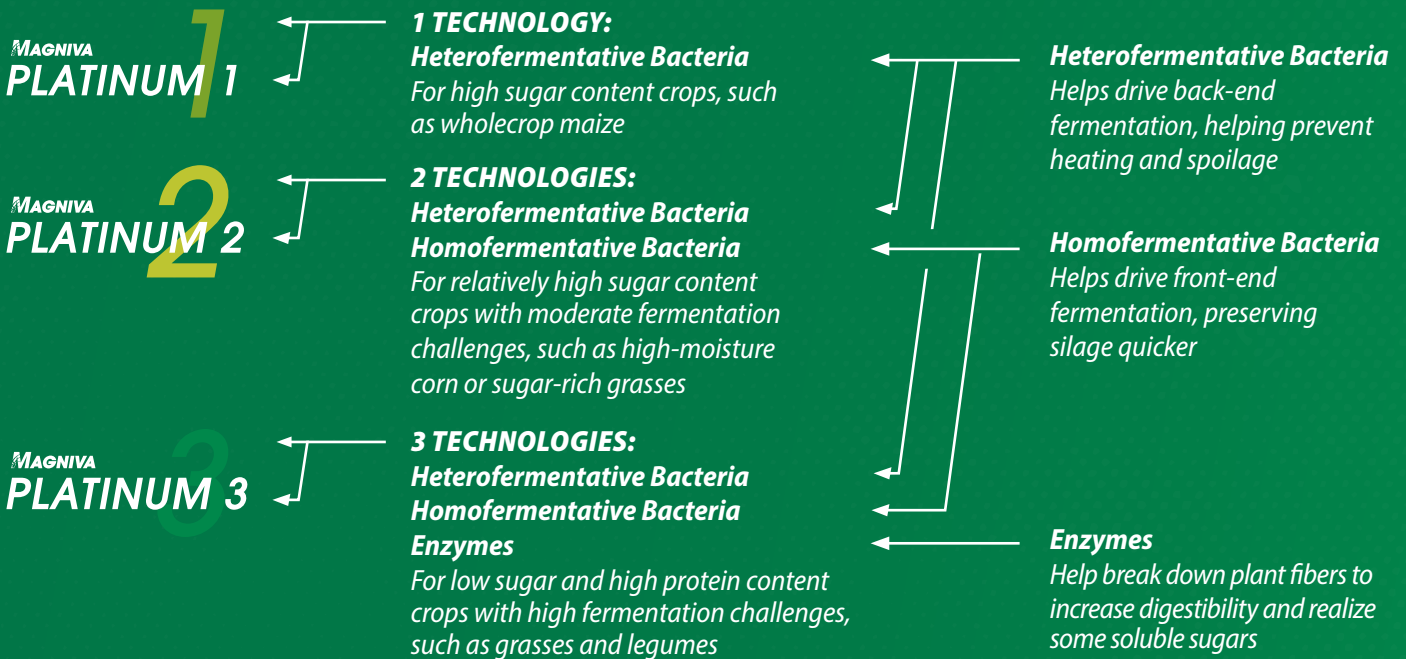 1
MAGNIVA
PLATINUM 1
1 TECHNOLOGY:
Heterofermentative Bacteria
For high sugar content crops, such
as wholecrop maize
2
MAGNIVA
PLATINUM 2
2 TECHNOLOGIES:
Heterofermentative Bacteria
Homofermentative Bacteria
For relatively high sugar content
crops with moderate fermentation
challenges, such as high-moisture
corn or sugar-rich grasses
3
MAGNIVA
PLATINUM 3
3 TECHNOLOGIES:
Heterofermentative Bacteria
Homofermentative Bacteria
Enzymes
For low sugar and high protein content
crops with high fermentation challenges,
such as grasses and legumes
Heterofermentative Bacteria
Helps drive back-end
fermentation, helping prevent
heating and spoilage
Homofermentative Bacteria
Helps drive front-end
fermentation, preserving
silage quicker
Enzymes
Help break down plant fibers to
increase digestibility and realize
some soluble sugars